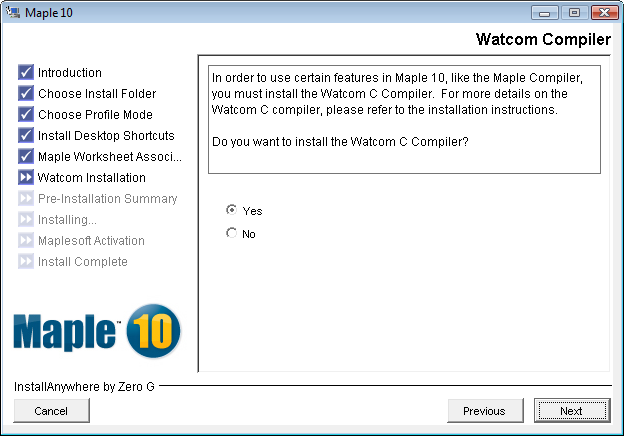 Maple 10
Watcom Compiler
Introduction
Choose Install Folder
Choose Profile Mode
Install Desktop Shortcuts
Maple Worksheet Associ...
Watcom Installation
Pre-Installation Summary
Installing...
Maplesoft Activation
Install Complete
In order to use certain features in Maple 10, like the Maple Compiler,
you must install the Watcom C Compiler. For more details on the
Watcom C compiler, please refer to the installation instructions.
Do you want to install the Watcom C Compiler?
Yes
No
Maple™ 10
InstallAnywhere by Zero G
Cancel
Previous
Next